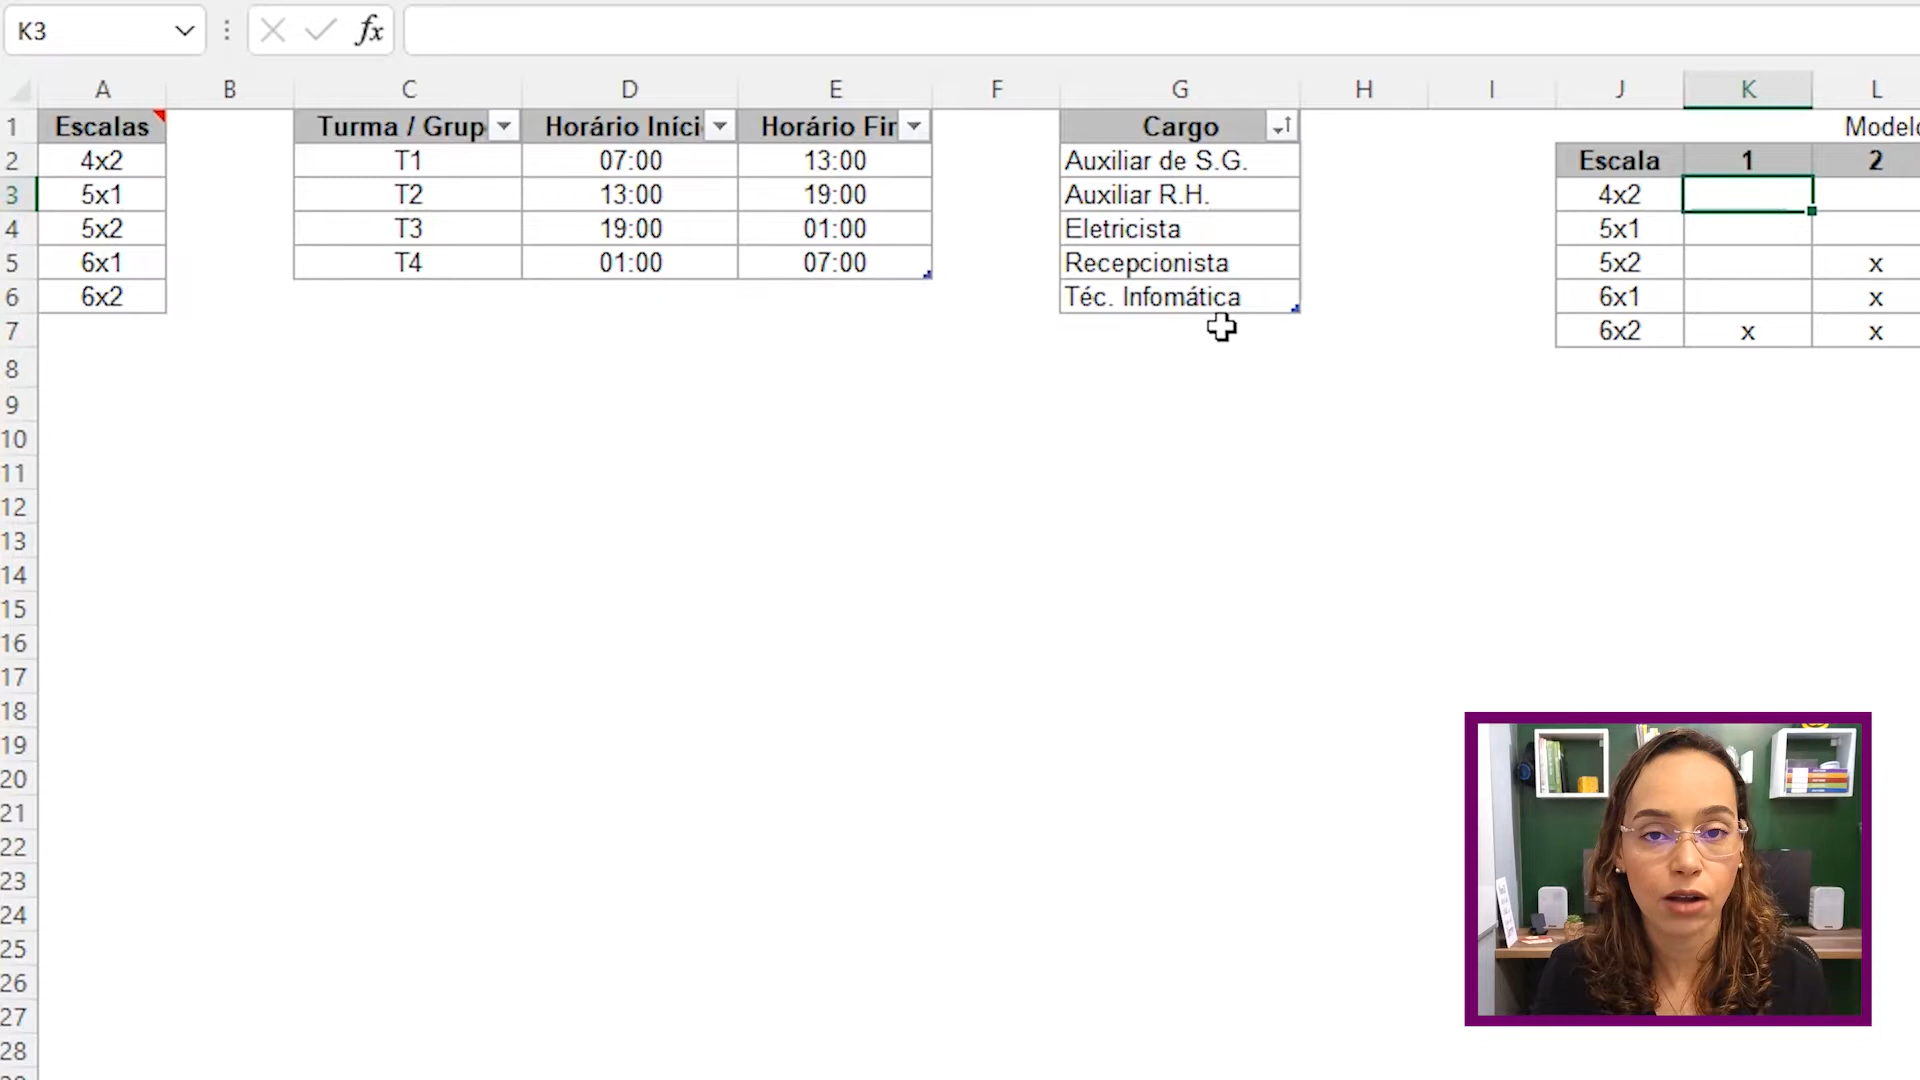 K3
fx
A B C D E F G H I J K L
1 Escalas Turma / Grup Horário Iníci Horário Fin Cargo Modelo
2 4x2 T1 07:00 13:00 Auxiliar de S.G. Escala 1 2
3 5x1 T2 13:00 19:00 Auxiliar R.H. 4x2
4 5x2 T3 19:00 01:00 Eletricista 5x1
5 6x1 T4 01:00 07:00 Recepcionista 5x2 x
6 6x2 Téc. Infomática 6x1 x
7 6x2 x x
8
9
10
11
12
13
14
15
16
17
18
19
20
21
22
23
24
25
26
27
28